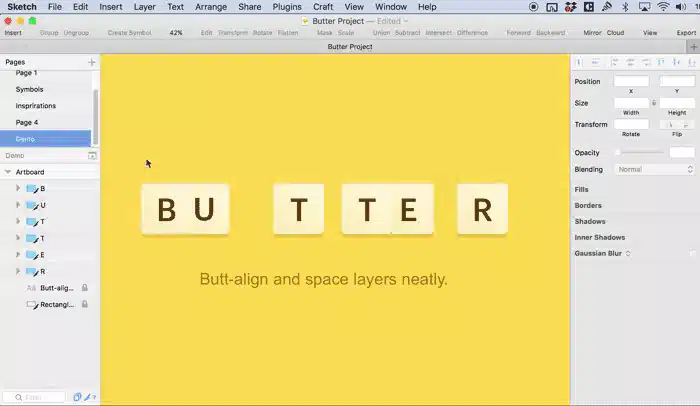 Sketch File Edit Insert Layer Text Arrange Share Plugins Craft View Window Help
Butter Project — Edited
Insert Group Ungroup Create Symbol 42% Edit Transform Rotate Flatten Mask Scale Union Subtract Intersect Difference Forward Backward Mirror Cloud View Export
Butter Project
Pages
Page 1
Symbols
Inspirations
Page 4
Demo
Demo
Artboard
B
U
T
T
E
R
Butt-alig...
Rectangl...
Filter
BU T TE R
Butt-align and space layers neatly.
Position
X Y
Size
Width Height
Transform
Rotate Flip
Opacity
Blending Normal
Fills
Borders
Shadows
Inner Shadows
Gaussian Blur